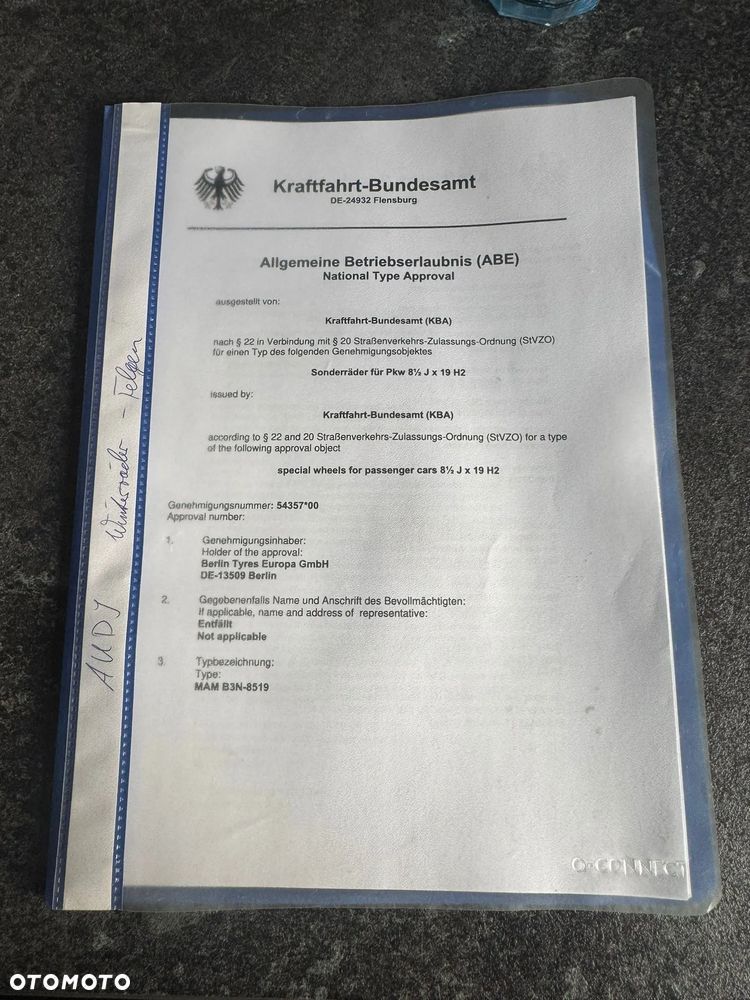 Kraftfahrt-Bundesamt
DE-24932 Flensburg
Allgemeine Betriebserlaubnis (ABE)
National Type Approval
ausgestellt von:
Kraftfahrt-Bundesamt (KBA)
nach § 22 in Verbindung mit § 20 Straßenverkehrs-Zulassungs-Ordnung (StVZO)
für einen Typ des folgenden Genehmigungsobjektes
Sonderräder für Pkw 8½ J x 19 H2
issued by:
Kraftfahrt-Bundesamt (KBA)
according to § 22 and 20 Straßenverkehrs-Zulassungs-Ordnung (StVZO) for a type
of the following approval object
special wheels for passenger cars 8½ J x 19 H2
Genehmigungsnummer: 54357*00
Approval number:
1. Genehmigungsinhaber:
Holder of the approval:
Berlin Tyres Europa GmbH
DE-13509 Berlin
2. Gegebenenfalls Name und Anschrift des Bevollmächtigten:
If applicable, name and address of representative:
Entfällt
Not applicable
3. Typbezeichnung:
Type:
MAM B3N-8519
AUDI Winterräder - Felgen
Q-CONNECT
OTOMOTO